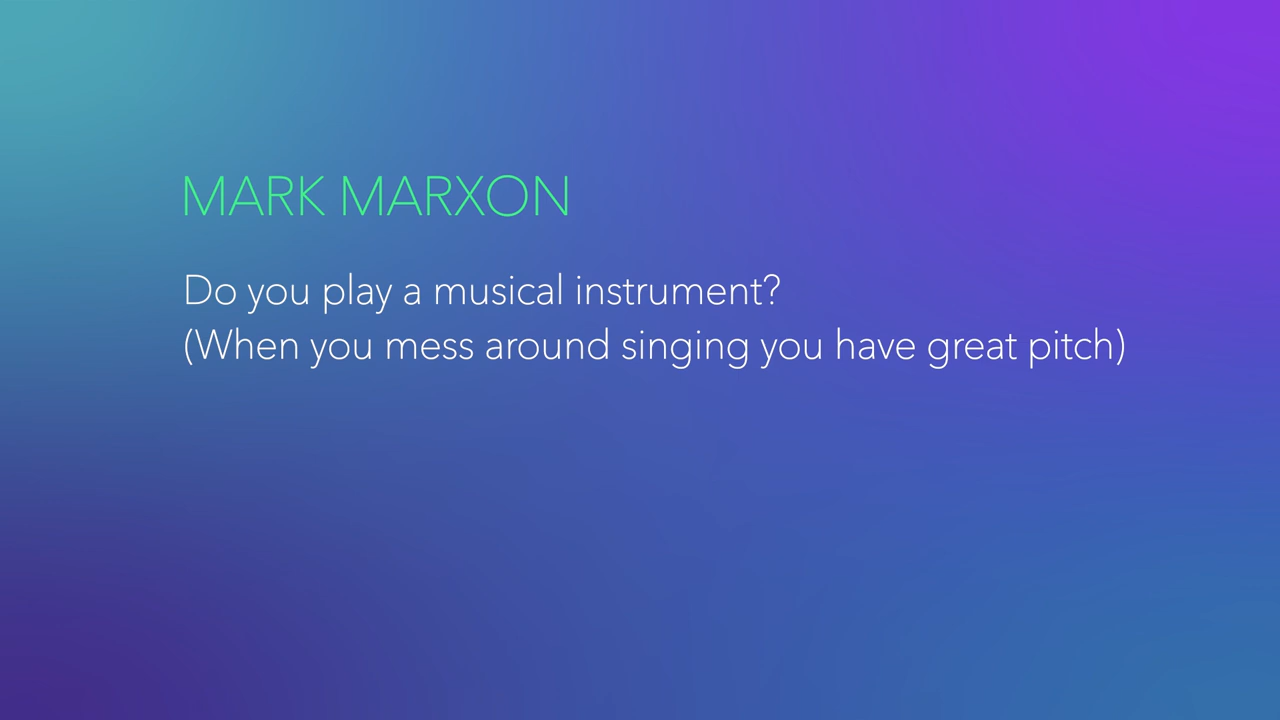 MARK MARXON
Do you play a musical instrument?
(When you mess around singing you have great pitch)